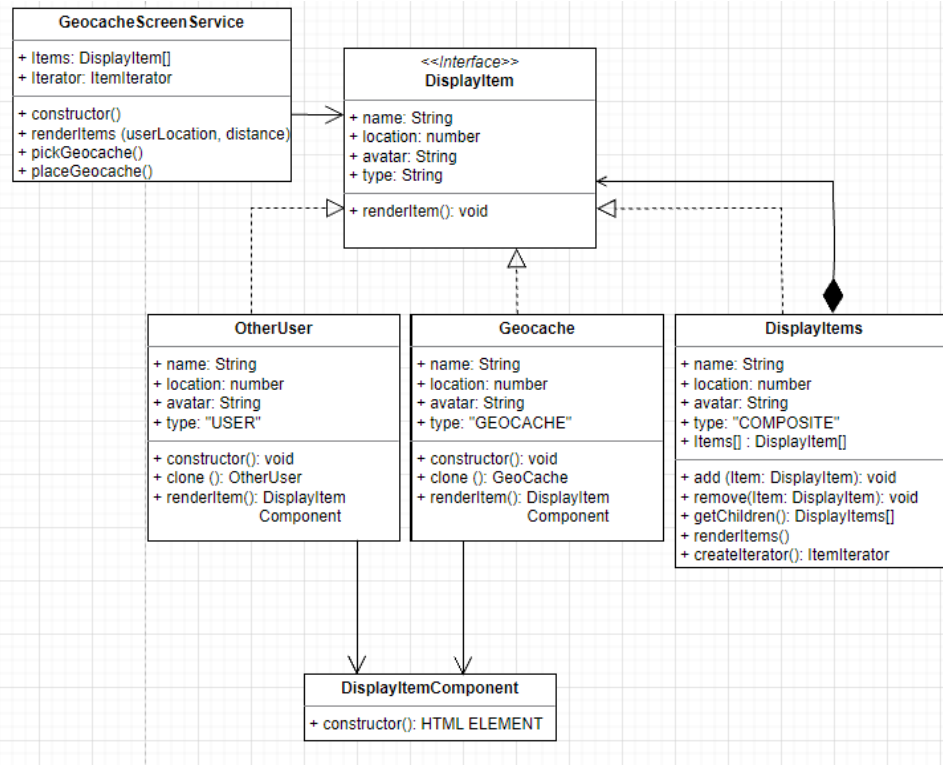 GeocacheScreenService
+ Items: DisplayItem[]
+ Iterator: ItemIterator
+ constructor()
+ renderItems (userLocation, distance)
+ pickGeocache()
+ placeGeocache()
<<Interface>>
DisplayItem
+ name: String
+ location: number
+ avatar: String
+ type: String
+ renderItem(): void
OtherUser
+ name: String
+ location: number
+ avatar: String
+ type: "USER"
+ constructor(): void
+ clone (): OtherUser
+ renderItem(): DisplayItem
Component
Geocache
+ name: String
+ location: number
+ avatar: String
+ type: "GEOCACHE"
+ constructor(): void
+ clone (): GeoCache
+ renderItem(): DisplayItem
Component
DisplayItems
+ name: String
+ location: number
+ avatar: String
+ type: "COMPOSITE"
+ Items[] : DisplayItem[]
+ add (Item: DisplayItem): void
+ remove(Item: DisplayItem): void
+ getChildren(): DisplayItems[]
+ renderItems()
+ createIterator(): ItemIterator
DisplayItemComponent
+ constructor(): HTML ELEMENT